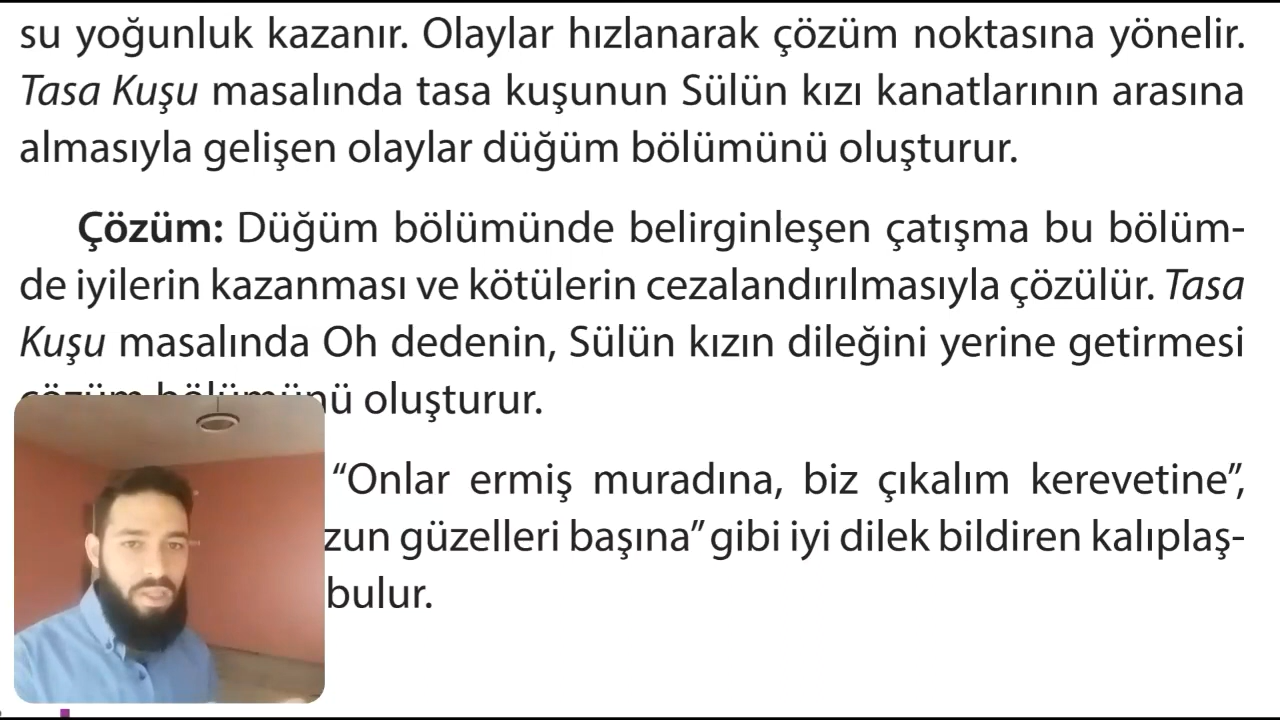 su yoğunluk kazanır. Olaylar hızlanarak çözüm noktasına yönelir.
Tasa Kuşu masalında tasa kuşunun Sülün kızı kanatlarının arasına
almasıyla gelişen olaylar düğüm bölümünü oluşturur.
Çözüm: Düğüm bölümünde belirginleşen çatışma bu bölüm-
de iyilerin kazanması ve kötülerin cezalandırılmasıyla çözülür. Tasa
Kuşu masalında Oh dedenin, Sülün kızın dileğini yerine getirmesi
çözüm bölümünü oluşturur.
“Onlar ermiş muradına, biz çıkalım kerevetine”,
zun güzelleri başına” gibi iyi dilek bildiren kalıplaş-
bulur.